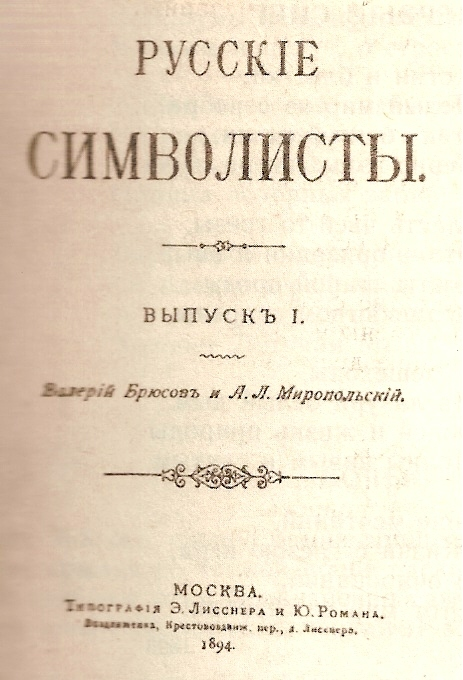 РУССКІЕ
СИМВОЛИСТЫ.
ВЫПУСКЪ I.
Валерій Брюсовъ и А. Л. Миропольскій.
МОСКВА.
Типографія Э. Лисснера и Ю. Романа.
Воздвиженка, Крестовоздвиж. пер., д. Лисснера.
1894.